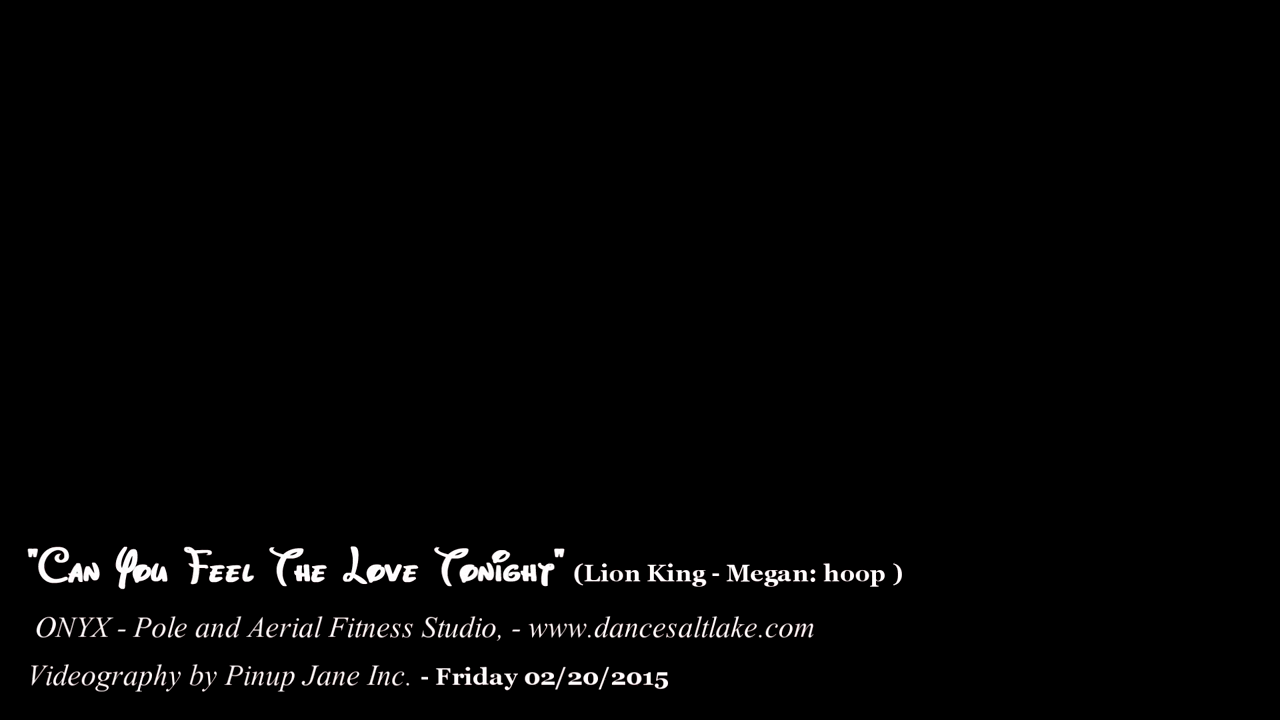 "Can You Feel The Love Tonight" (Lion King - Megan: hoop )
ONYX - Pole and Aerial Fitness Studio, - www.dancesaltlake.com
Videography by Pinup Jane Inc. - Friday 02/20/2015